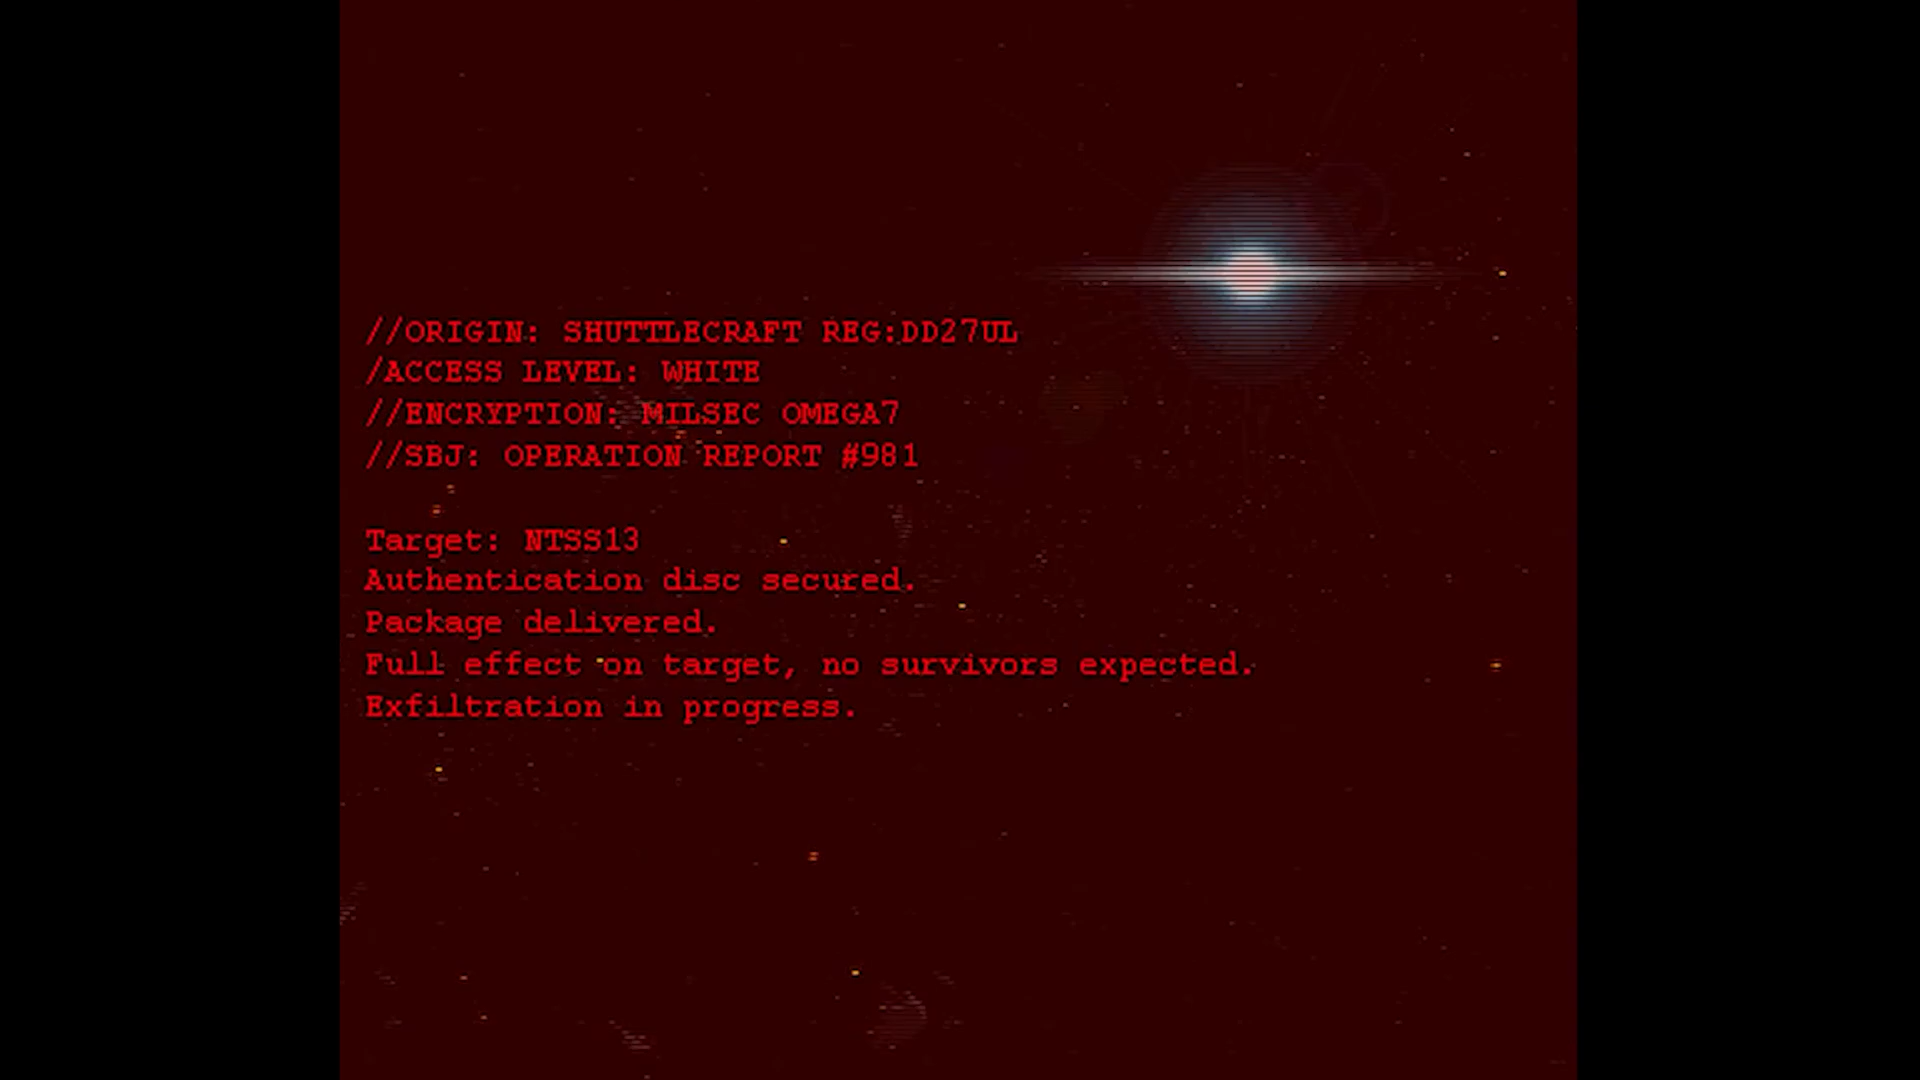 //ORIGIN: SHUTTLECRAFT REG:DD27UL
/ACCESS LEVEL: WHITE
//ENCRYPTION: MILSEC OMEGA7
//SBJ: OPERATION REPORT #981
Target: NTSS13
Authentication disc secured.
Package delivered.
Full effect on target, no survivors expected.
Exfiltration in progress.